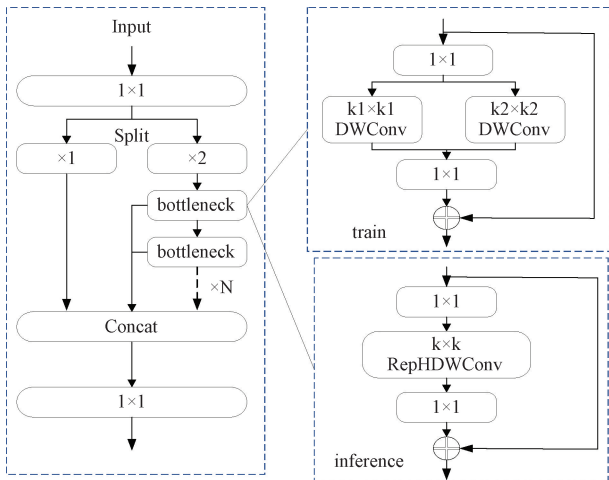 Input
1×1
Split
×1
×2
bottleneck
bottleneck
×N
Concat
1×1
1×1
k1×k1
DWConv
k2×k2
DWConv
1×1
train
1×1
k×k
RepHDWConv
1×1
inference